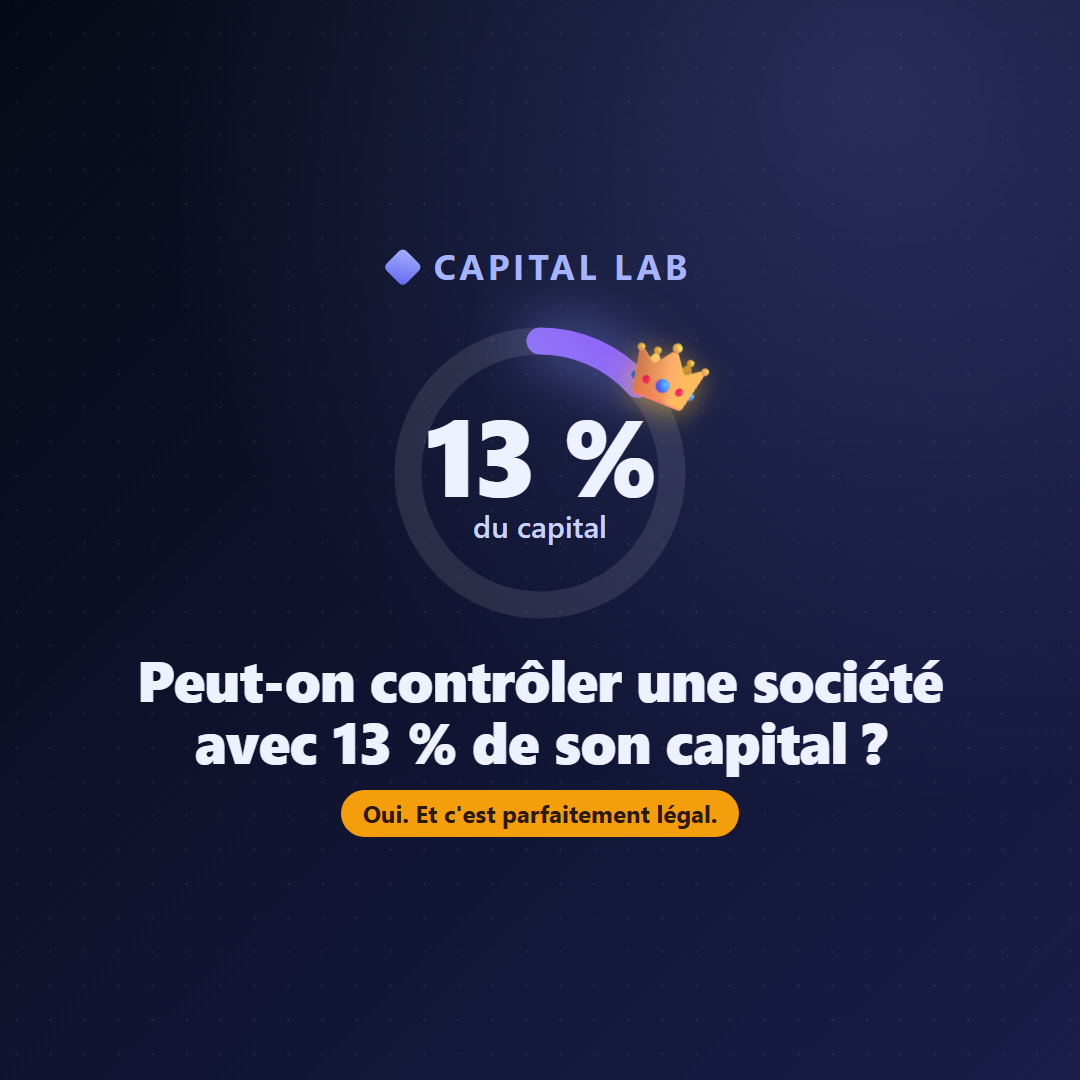 CAPITAL LAB
13 %
du capital
Peut-on contrôler une société
avec 13 % de son capital ?
Oui. Et c'est parfaitement légal.